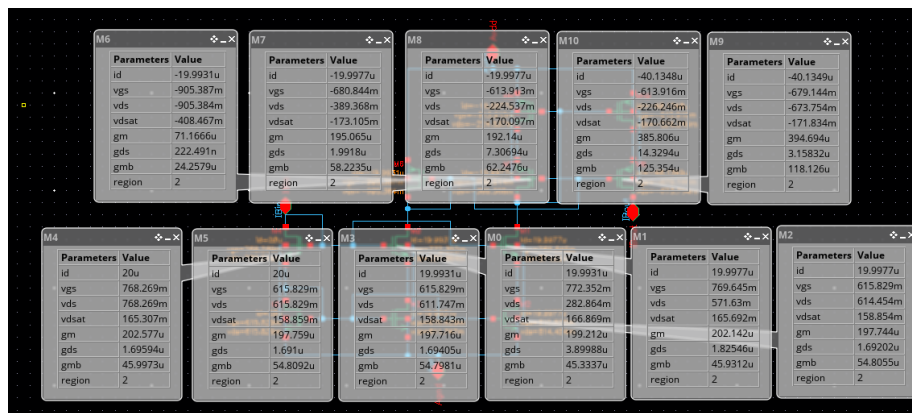 M6
Parameters Value
id -19.9931u
vgs -905.387m
vds -905.384m
vdsat -408.467m
gm 71.1666u
gds 222.491n
gmb 24.2579u
region 2
M7
Parameters Value
id -19.9977u
vgs -680.844m
vds -389.368m
vdsat -173.105m
gm 195.065u
gds 1.9918u
gmb 58.2235u
region 2
M8
Parameters Value
id -19.9977u
vgs -613.913m
vds -224.537m
vdsat -170.097m
gm 192.14u
gds 7.30694u
gmb 62.2476u
region 2
M10
Parameters Value
id -40.1348u
vgs -613.916m
vds -226.246m
vdsat -170.662m
gm 385.806u
gds 14.3294u
gmb 125.354u
region 2
M9
Parameters Value
id -40.1349u
vgs -679.144m
vds -673.754m
vdsat -171.834m
gm 394.694u
gds 3.15832u
gmb 118.126u
region 2
M4
Parameters Value
id 20u
vgs 768.269m
vds 768.269m
vdsat 165.307m
gm 202.577u
gds 1.69594u
gmb 45.9973u
region 2
M5
Parameters Value
id 20u
vgs 615.829m
vds 615.829m
vdsat 158.859m
gm 197.759u
gds 1.691u
gmb 54.8092u
region 2
M3
Parameters Value
id 19.9931u
vgs 615.829m
vds 611.747m
vdsat 158.843m
gm 197.716u
gds 1.69405u
gmb 54.7981u
region 2
M0
Parameters Value
id 19.9931u
vgs 772.352m
vds 282.864m
vdsat 166.869m
gm 199.212u
gds 3.89988u
gmb 45.3337u
region 2
M1
Parameters Value
id 19.9977u
vgs 769.645m
vds 571.63m
vdsat 165.692m
gm 202.142u
gds 1.82546u
gmb 45.9312u
region 2
M2
Parameters Value
id 19.9977u
vgs 615.829m
vds 614.454m
vdsat 158.854m
gm 197.744u
gds 1.69202u
gmb 54.8055u
region 2